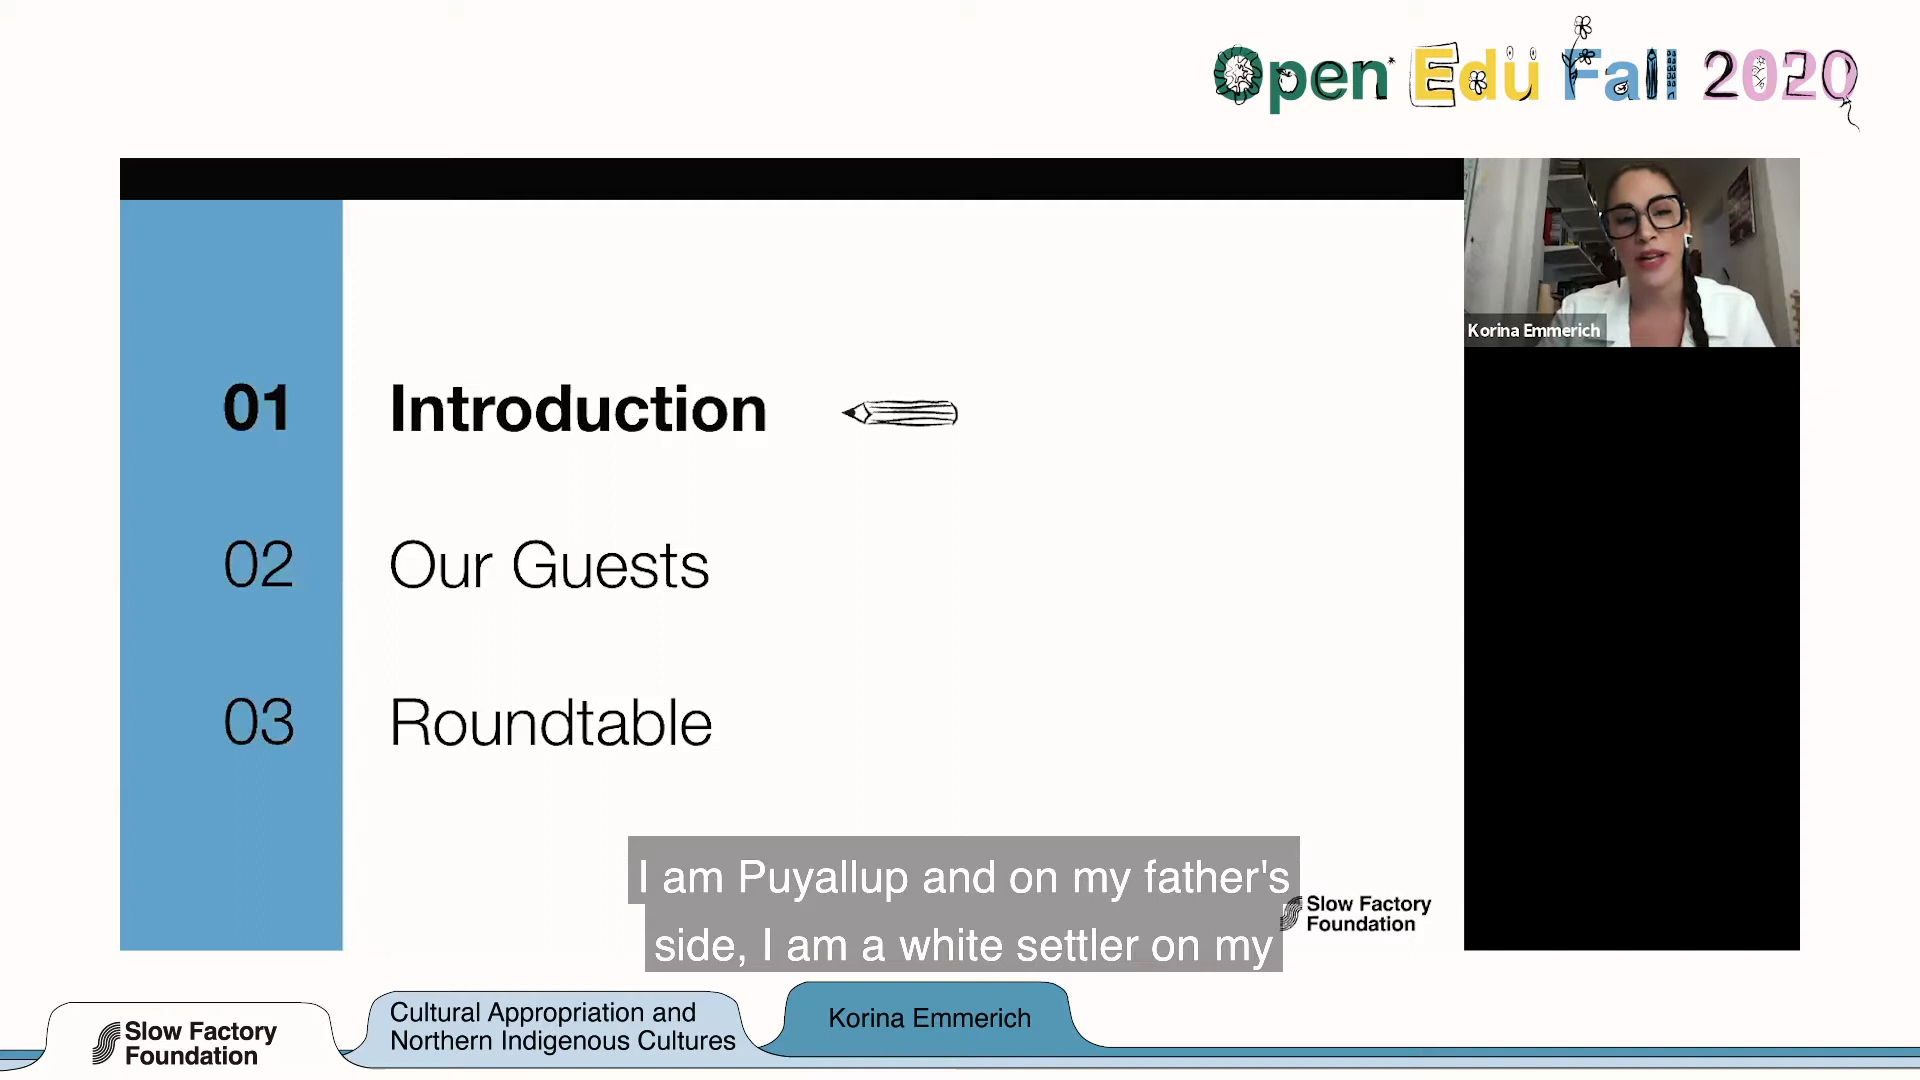 Open Edu Fall 2020
Korina Emmerich
01 Introduction
02 Our Guests
03 Roundtable
I am Puyallup and on my father's
side, I am a white settler on my
Slow Factory
Foundation
Slow Factory
Foundation
Cultural Appropriation and
Northern Indigenous Cultures
Korina Emmerich